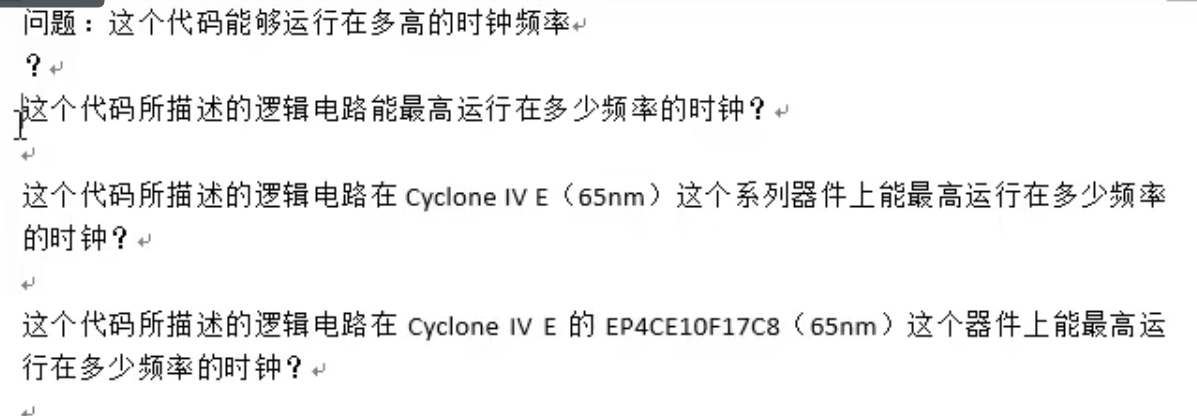 问题：这个代码能够运行在多高的时钟频率
？
这个代码所描述的逻辑电路能最高运行在多少频率的时钟？
这个代码所描述的逻辑电路在 Cyclone IV E（65nm）这个系列器件上能最高运行在多少频率
的时钟？
这个代码所描述的逻辑电路在 Cyclone IV E 的 EP4CE10F17C8（65nm）这个器件上能最高运
行在多少频率的时钟？